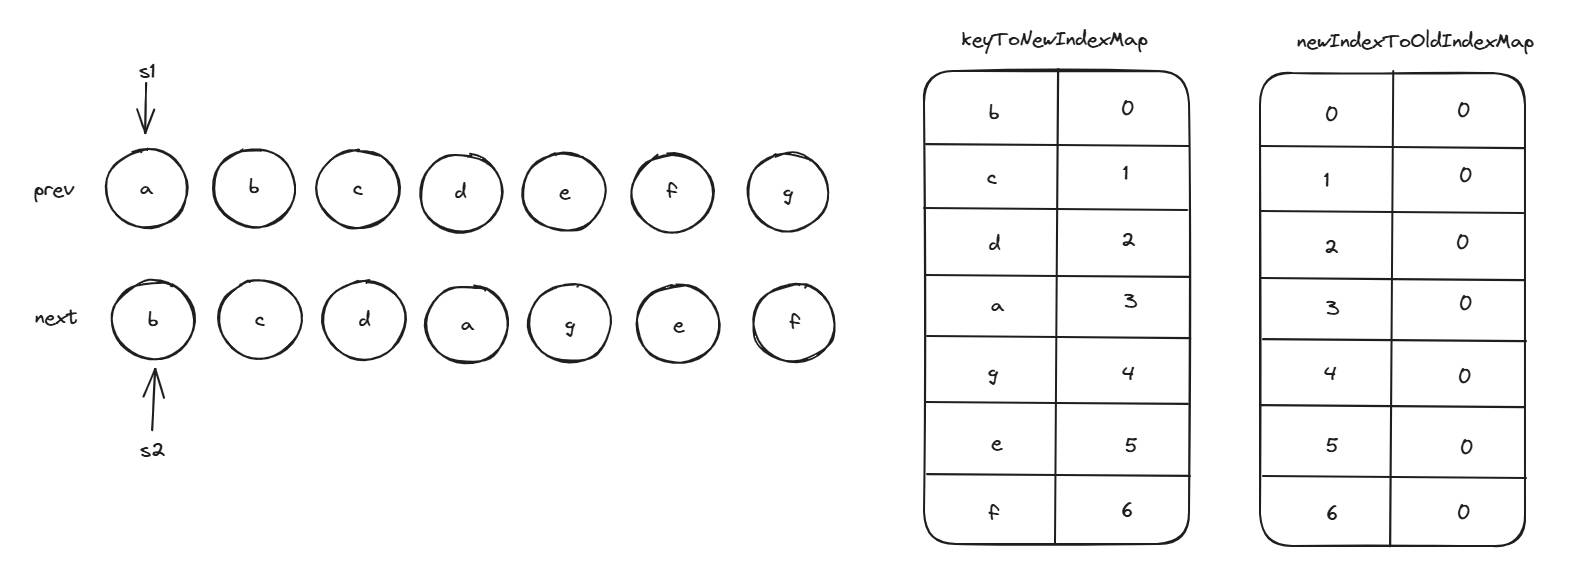 s1
prev a b c d e f g
next b c d a g e f
s2
keyToNewIndexMap
b 0
c 1
d 2
a 3
g 4
e 5
f 6
newIndexToOldIndexMap
0 0
1 0
2 0
3 0
4 0
5 0
6 0